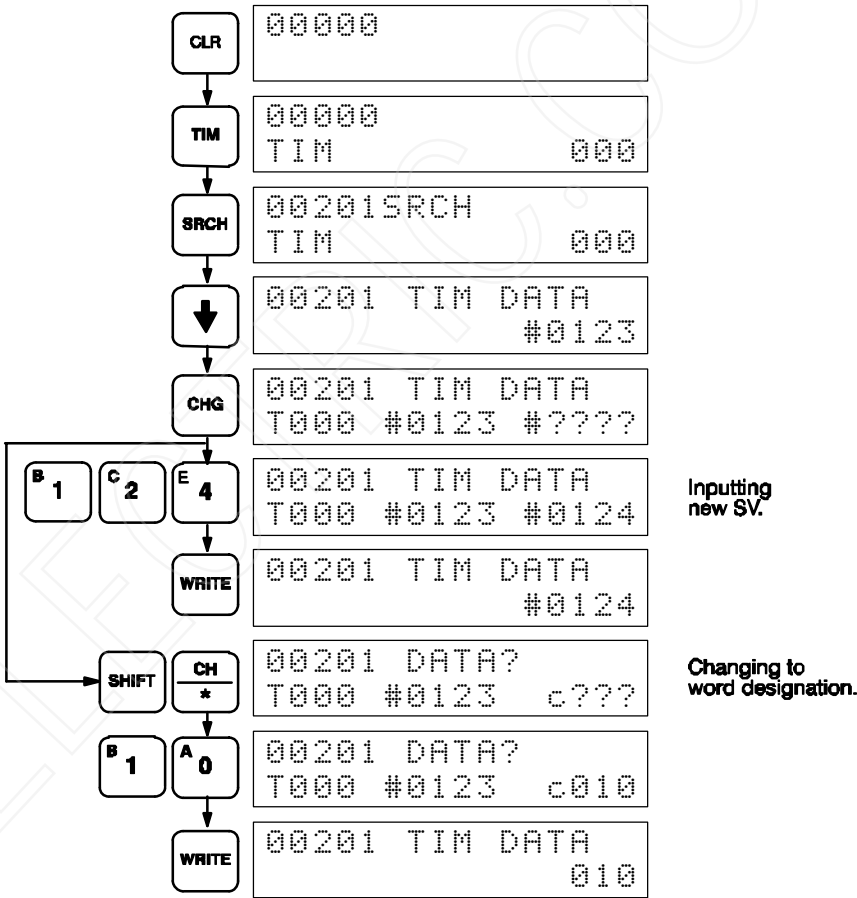 CLR
00000
TIM
00000
TIM 000
SRCH
00201SRCH
TIM 000
00201 TIM DATA
#0123
CHG
00201 TIM DATA
T000 #0123 #????
B 1 C 2 E 4
00201 TIM DATA
T000 #0123 #0124
Inputting
new SV.
WRITE
00201 TIM DATA
#0124
SHIFT CH
*
00201 DATA?
T000 #0123 c???
Changing to
word designation.
B 1 A 0
00201 DATA?
T000 #0123 c010
WRITE
00201 TIM DATA
010